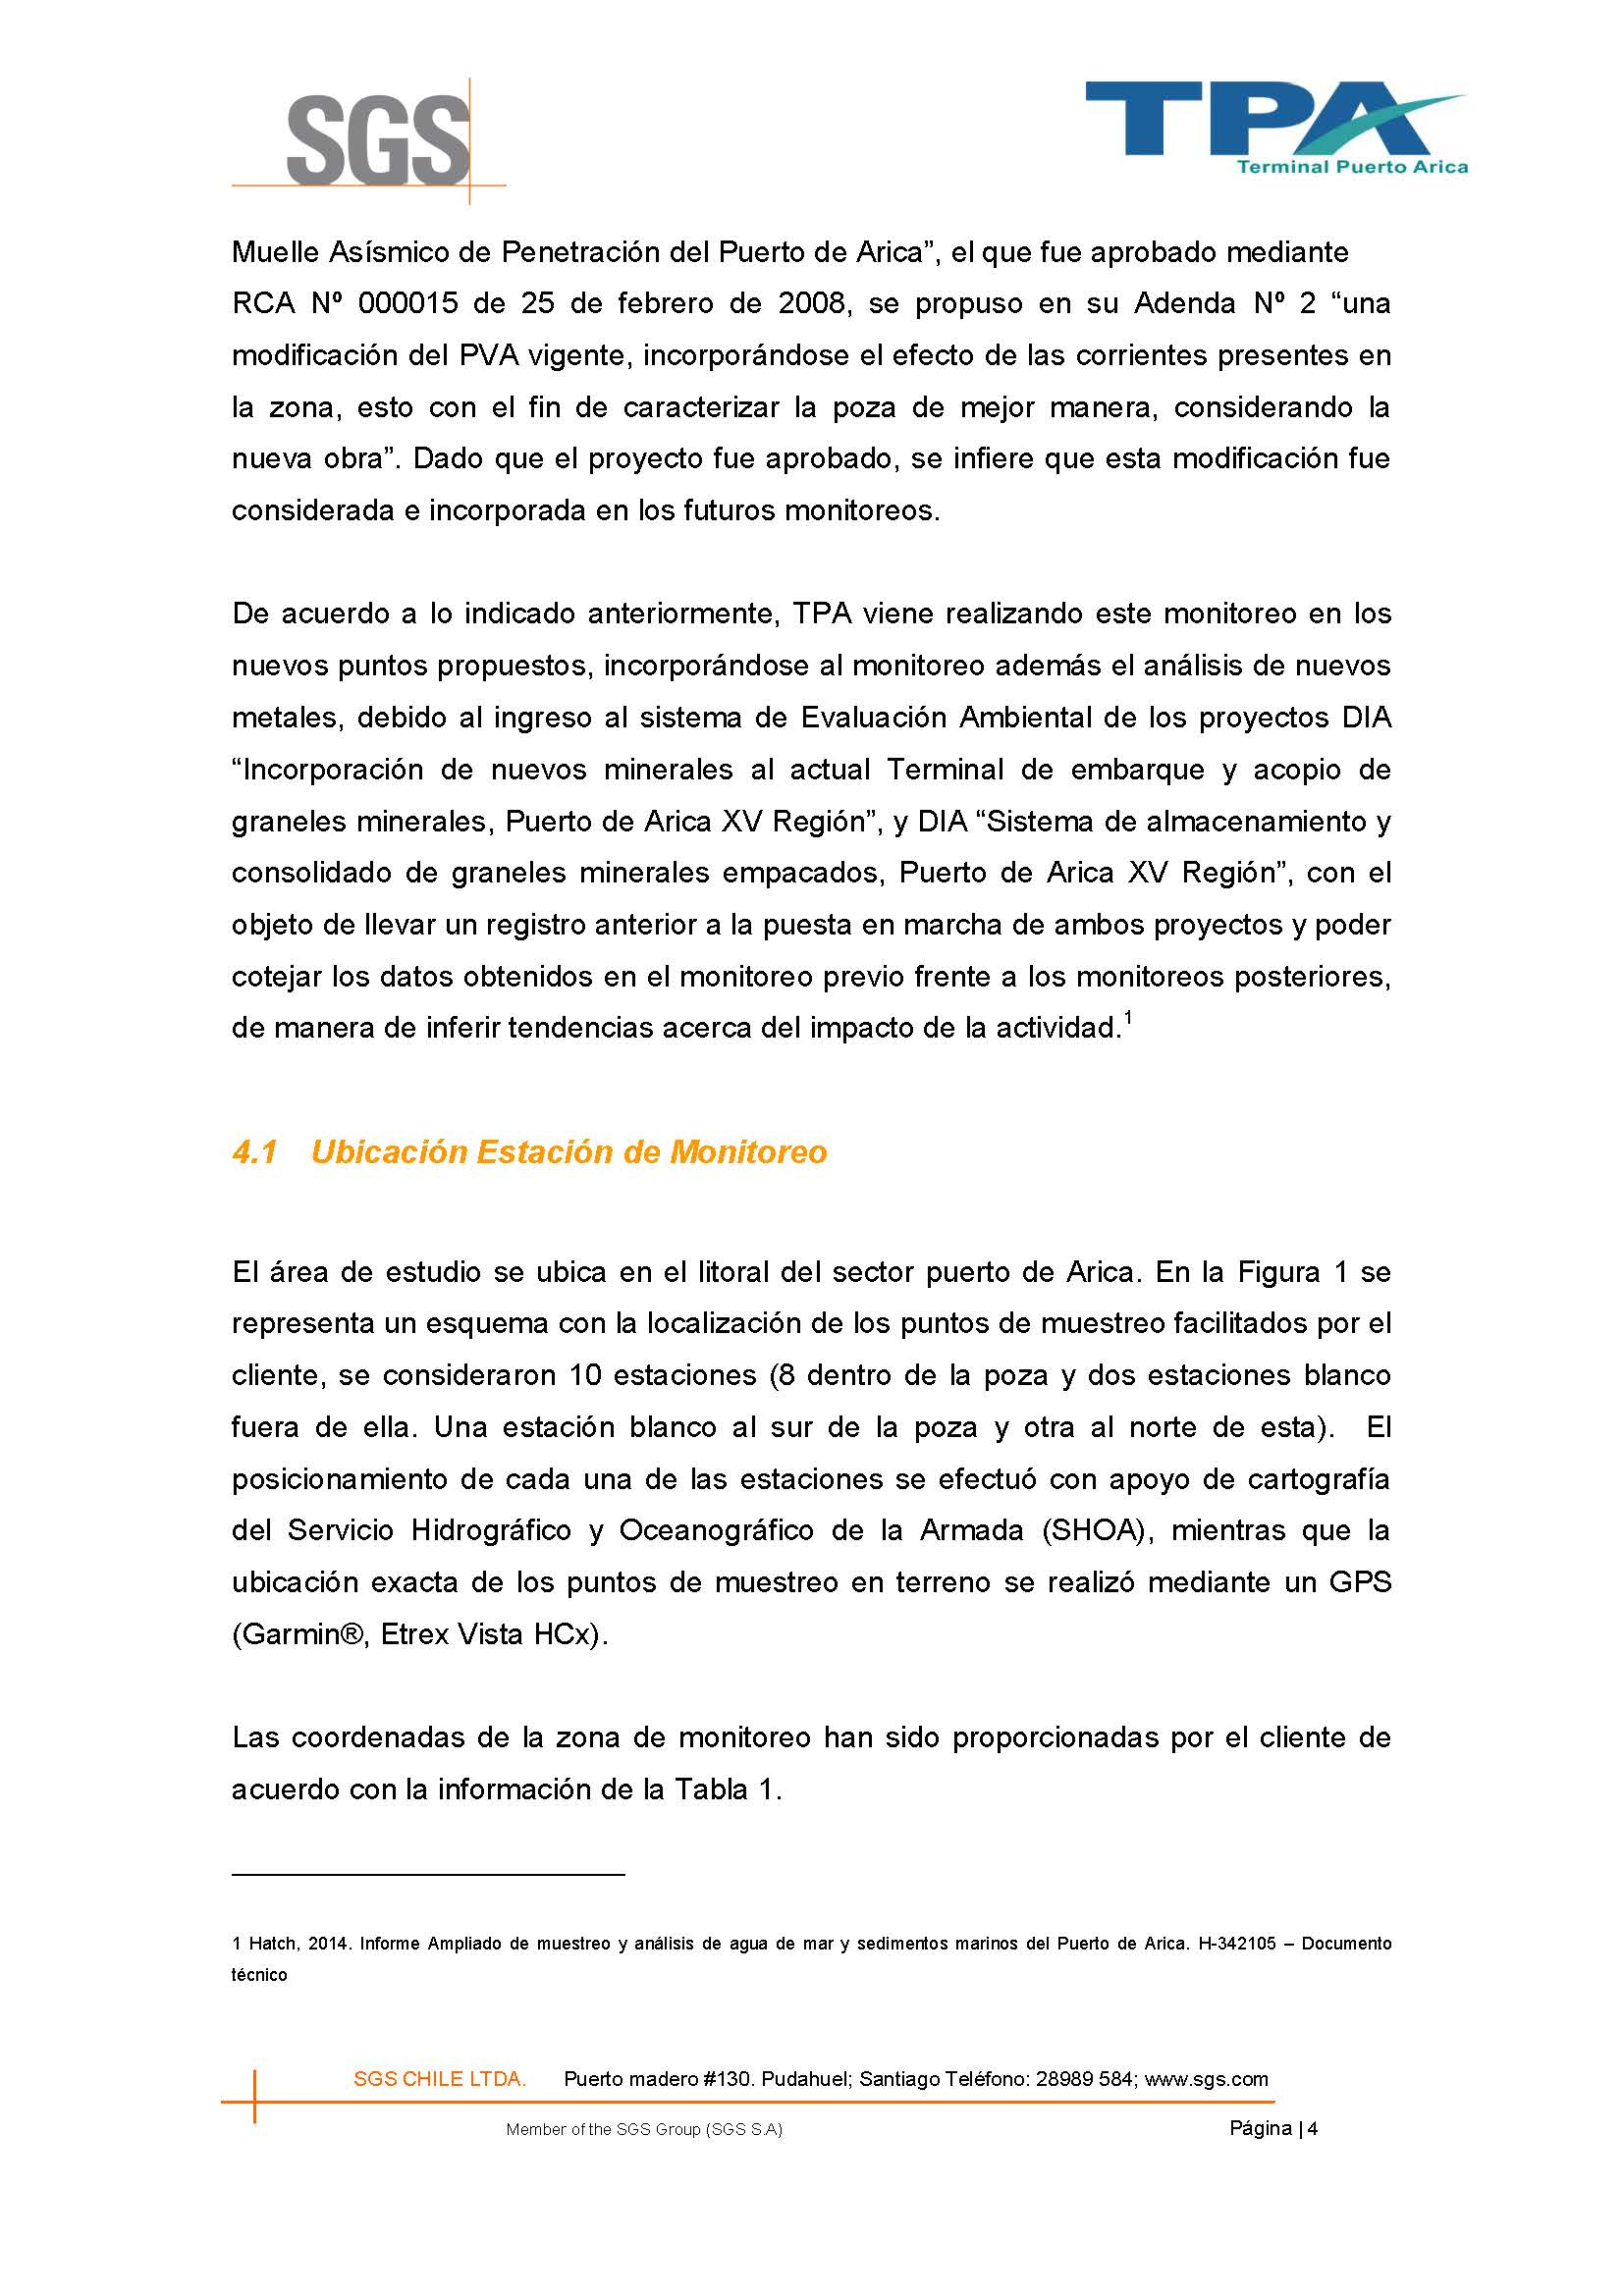 SGS
TPA
Terminal Puerto Arica
Muelle Asísmico de Penetración del Puerto de Arica”, el que fue aprobado mediante
RCA Nº 000015 de 25 de febrero de 2008, se propuso en su Adenda Nº 2 “una
modificación del PVA vigente, incorporándose el efecto de las corrientes presentes en
la zona, esto con el fin de caracterizar la poza de mejor manera, considerando la
nueva obra”. Dado que el proyecto fue aprobado, se infiere que esta modificación fue
considerada e incorporada en los futuros monitoreos.
De acuerdo a lo indicado anteriormente, TPA viene realizando este monitoreo en los
nuevos puntos propuestos, incorporándose al monitoreo además el análisis de nuevos
metales, debido al ingreso al sistema de Evaluación Ambiental de los proyectos DIA
“Incorporación de nuevos minerales al actual Terminal de embarque y acopio de
graneles minerales, Puerto de Arica XV Región”, y DIA “Sistema de almacenamiento y
consolidado de graneles minerales empacados, Puerto de Arica XV Región”, con el
objeto de llevar un registro anterior a la puesta en marcha de ambos proyectos y poder
cotejar los datos obtenidos en el monitoreo previo frente a los monitoreos posteriores,
de manera de inferir tendencias acerca del impacto de la actividad.1
4.1 Ubicación Estación de Monitoreo
El área de estudio se ubica en el litoral del sector puerto de Arica. En la Figura 1 se
representa un esquema con la localización de los puntos de muestreo facilitados por el
cliente, se consideraron 10 estaciones (8 dentro de la poza y dos estaciones blanco
fuera de ella. Una estación blanco al sur de la poza y otra al norte de esta). El
posicionamiento de cada una de las estaciones se efectuó con apoyo de cartografía
del Servicio Hidrográfico y Oceanográfico de la Armada (SHOA), mientras que la
ubicación exacta de los puntos de muestreo en terreno se realizó mediante un GPS
(Garmin®, Etrex Vista HCx).
Las coordenadas de la zona de monitoreo han sido proporcionadas por el cliente de
acuerdo con la información de la Tabla 1.
1 Hatch, 2014. Informe Ampliado de muestreo y análisis de agua de mar y sedimentos marinos del Puerto de Arica. H-342105 – Documento
técnico
SGS CHILE LTDA. Puerto madero #130. Pudahuel; Santiago Teléfono: 28989 584; www.sgs.com
Member of the SGS Group (SGS S.A) Página | 4